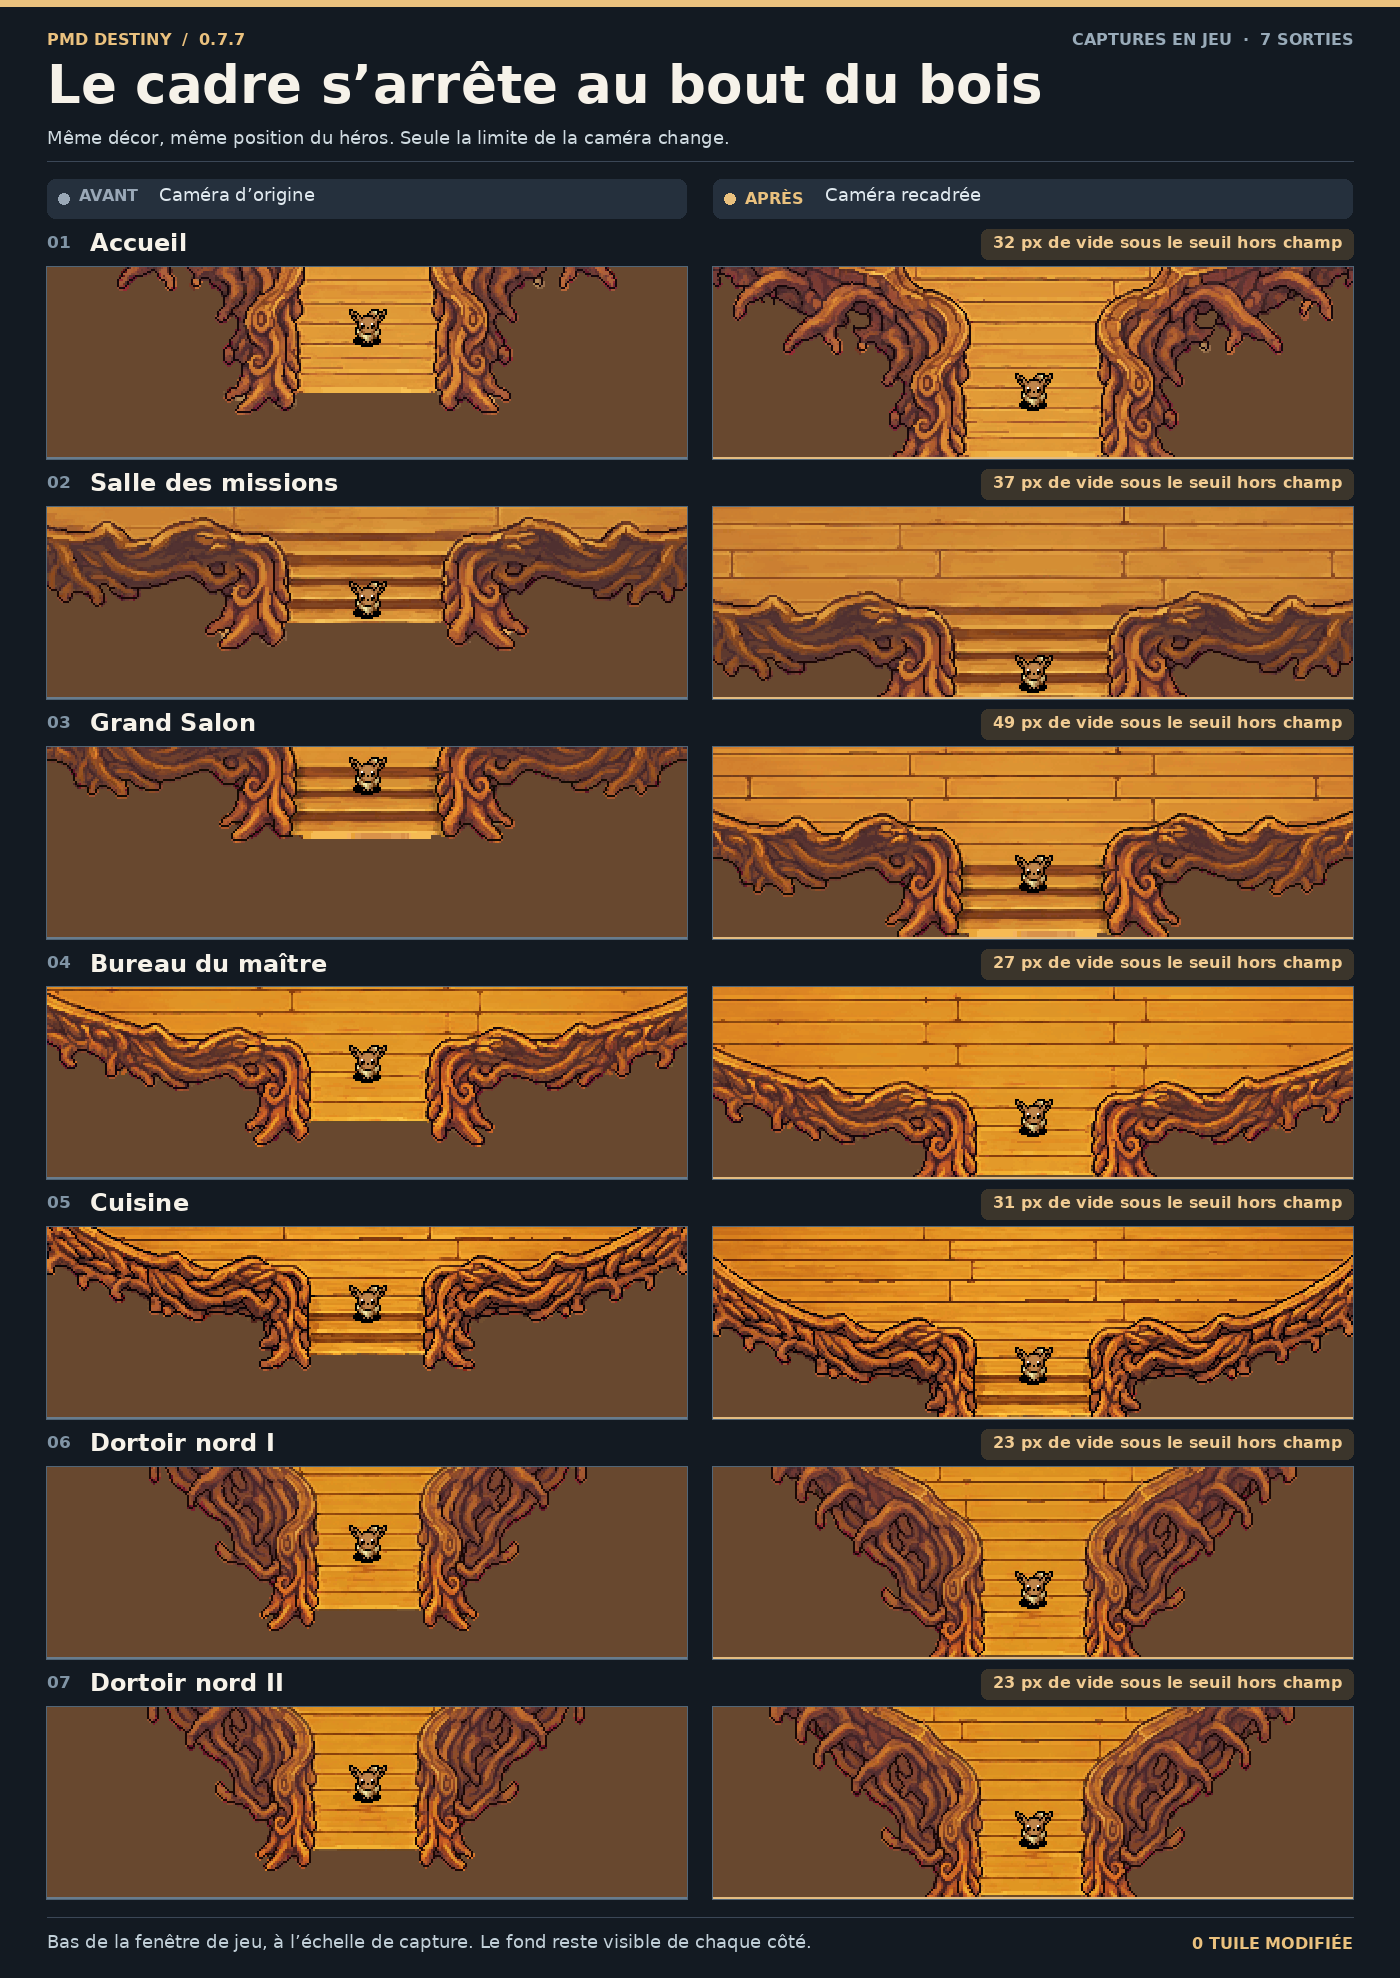 PMD DESTINY / 0.7.7
CAPTURES EN JEU · 7 SORTIES
Le cadre s’arrête au bout du bois
Même décor, même position du héros. Seule la limite de la caméra change.
AVANT Caméra d’origine
APRÈS Caméra recadrée
01 Accueil
32 px de vide sous le seuil hors champ
02 Salle des missions
37 px de vide sous le seuil hors champ
03 Grand Salon
49 px de vide sous le seuil hors champ
04 Bureau du maître
27 px de vide sous le seuil hors champ
05 Cuisine
31 px de vide sous le seuil hors champ
06 Dortoir nord I
23 px de vide sous le seuil hors champ
07 Dortoir nord II
23 px de vide sous le seuil hors champ
Bas de la fenêtre de jeu, à l’échelle de capture. Le fond reste visible de chaque côté.
0 TUILE MODIFIÉE